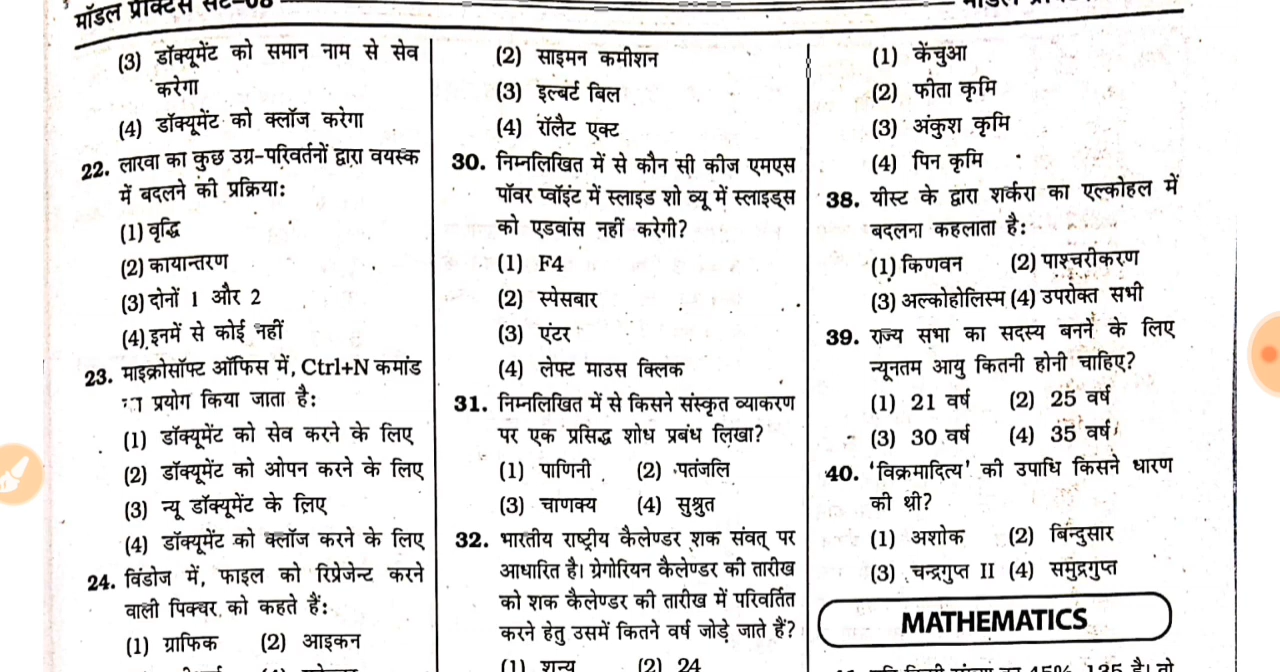 मॉडल प्रैक्टिस सेट-08
(3) डॉक्यूमेंट को समान नाम से सेव
करेगा
(4) डॉक्यूमेंट को क्लॉज करेगा
22. लारवा का कुछ उग्र-परिवर्तनों द्वारा वयस्क
में बदलने की प्रक्रिया:
(1) वृद्धि
(2) कायान्तरण
(3) दोनों 1 और 2
(4) इनमें से कोई नहीं
23. माइक्रोसॉफ्ट ऑफिस में, Ctrl+N कमांड
प्रयोग किया जाता है:
(1) डॉक्यूमेंट को सेव करने के लिए
(2) डॉक्यूमेंट को ओपन करने के लिए
(3) न्यू डॉक्यूमेंट के लिए
(4) डॉक्यूमेंट को क्लॉज करने के लिए
24. विंडोज में, फाइल को रिप्रेजेन्ट करने
वाली पिक्चर को कहते हैं:
(1) ग्राफिक (2) आइकन
(2) साइमन कमीशन
(3) इल्बर्ट बिल
(4) रॉलैट एक्ट
30. निम्नलिखित में से कौन सी कीज एमएस
पॉवर प्वॉइंट में स्लाइड शो व्यू में स्लाइड्स
को एडवांस नहीं करेगी?
(1) F4
(2) स्पेसबार
(3) एंटर
(4) लेफ्ट माउस क्लिक
31. निम्नलिखित में से किसने संस्कृत व्याकरण
पर एक प्रसिद्ध शोध प्रबंध लिखा?
(1) पाणिनी (2) पतंजलि
(3) चाणक्य (4) सुश्रुत
32. भारतीय राष्ट्रीय कैलेण्डर शक संवत् पर
आधारित है। ग्रेगोरियन कैलेण्डर की तारीख
को शक कैलेण्डर की तारीख में परिवर्तित
करने हेतु उसमें कितने वर्ष जोड़े जाते हैं?
(1) शून्य (2) 24
(1) केंचुआ
(2) फीता कृमि
(3) अंकुश कृमि
(4) पिन कृमि
38. यीस्ट के द्वारा शर्करा का एल्कोहल में
बदलना कहलाता है:
(1) किणवन (2) पाश्चरीकरण
(3) अल्कोहोलिस्म (4) उपरोक्त सभी
39. राज्य सभा का सदस्य बनने के लिए
न्यूनतम आयु कितनी होनी चाहिए?
(1) 21 वर्ष (2) 25 वर्ष
(3) 30 वर्ष (4) 35 वर्ष
40. 'विक्रमादित्य' की उपाधि किसने धारण
की थी?
(1) अशोक (2) बिन्दुसार
(3) चन्द्रगुप्त II (4) समुद्रगुप्त
MATHEMATICS